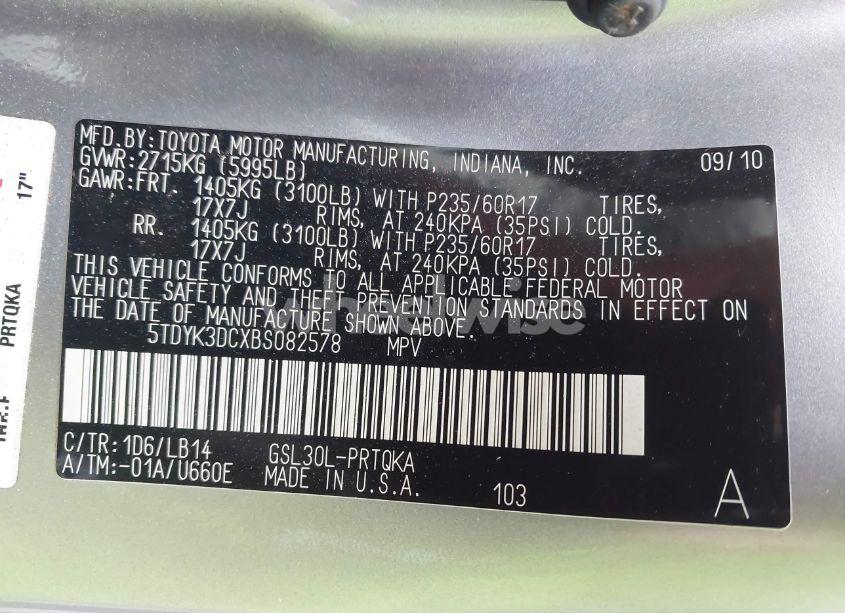 MFD.BY:TOYOTA MOTOR MANUFACTURING, INDIANA, INC. 09/10
GVWR:2715KG (5995LB)
GAWR:FRT. 1405KG (3100LB) WITH P235/60R17 TIRES,
17X7J RIMS, AT 240KPA (35PSI) COLD.
RR. 1405KG (3100LB) WITH P235/60R17 TIRES,
17X7J RIMS, AT 240KPA (35PSI) COLD.
THIS VEHICLE CONFORMS TO ALL APPLICABLE FEDERAL MOTOR
VEHICLE SAFETY AND THEFT PREVENTION STANDARDS IN EFFECT ON
THE DATE OF MANUFACTURE SHOWN ABOVE.
5TDYK3DCXBS082578 MPV
C/TR:1D6/LB14 GSL30L-PRTQKA
A/TM:-01A/U660E MADE IN U.S.A. 103 A
17"
PRTQKA
wheelwise